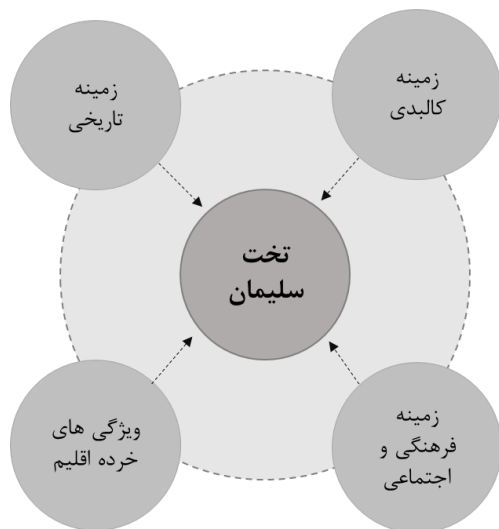 زمینه
کالبدی
زمینه
تاریخی
تخت
سلیمان
ویژگی های
خرده اقلیم
زمینه
فرهنگی و
اجتماعی